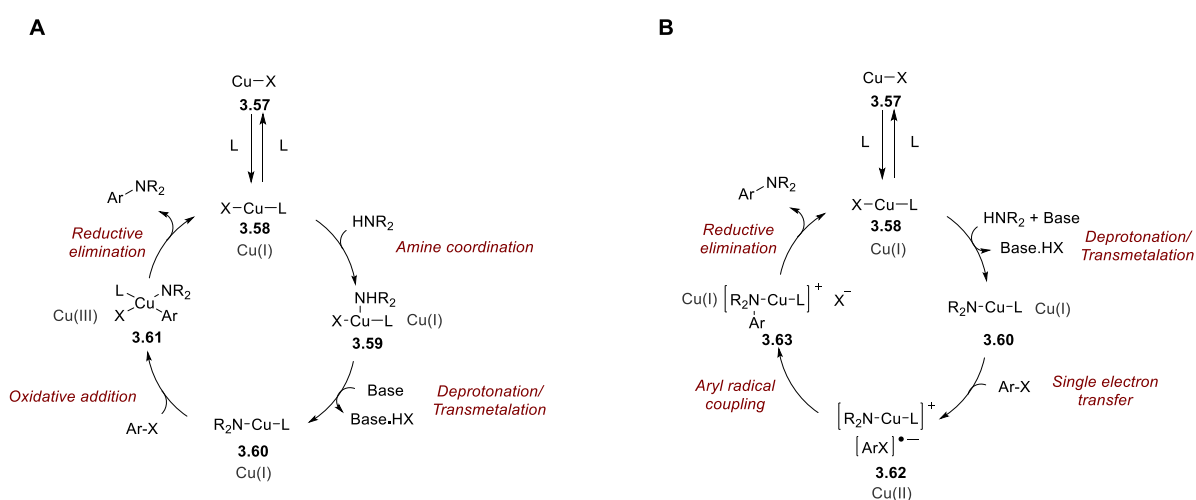 A
Cu–X
3.57
L L
Ar NR2
X–Cu–L
3.58
Cu(I)
HNR2
Reductive
elimination
Amine coordination
L NR2
Cu
X Ar
Cu(III)
3.61
NHR2
X–Cu–L
Cu(I)
3.59
Oxidative addition
Ar-X
Base
Base•HX
Deprotonation/
Transmetalation
R2N–Cu–L
3.60
Cu(I)
B
Cu–X
3.57
L L
Ar NR2
X–Cu–L
3.58
Cu(I)
HNR2 + Base
Base.HX
Reductive
elimination
Deprotonation/
Transmetalation
Cu(I) [R2N–Cu–L]+ X−
Ar
3.63
R2N–Cu–L Cu(I)
3.60
Aryl radical
coupling
Ar-X
Single electron
transfer
[R2N–Cu–L]+
[ArX]•−
3.62
Cu(II)